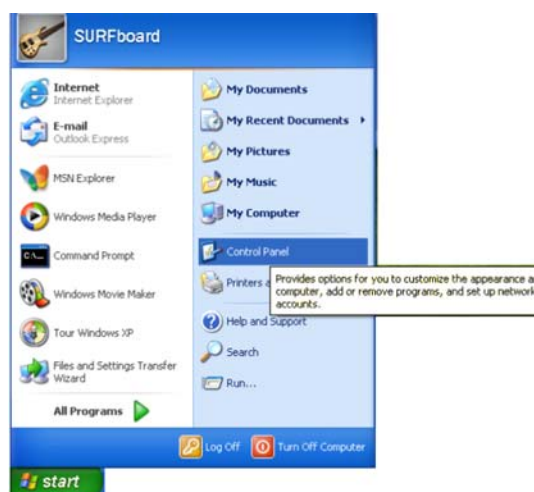 SURFboard
Internet
Internet Explorer
E-mail
Outlook Express
MSN Explorer
Windows Media Player
Command Prompt
Windows Movie Maker
Tour Windows XP
Files and Settings Transfer
Wizard
All Programs
My Documents
My Recent Documents
My Pictures
My Music
My Computer
Control Panel
Printers a
Provides options for you to customize the appearance a
computer, add or remove programs, and set up network
accounts.
Help and Support
Search
Run...
Log Off
Turn Off Computer
start